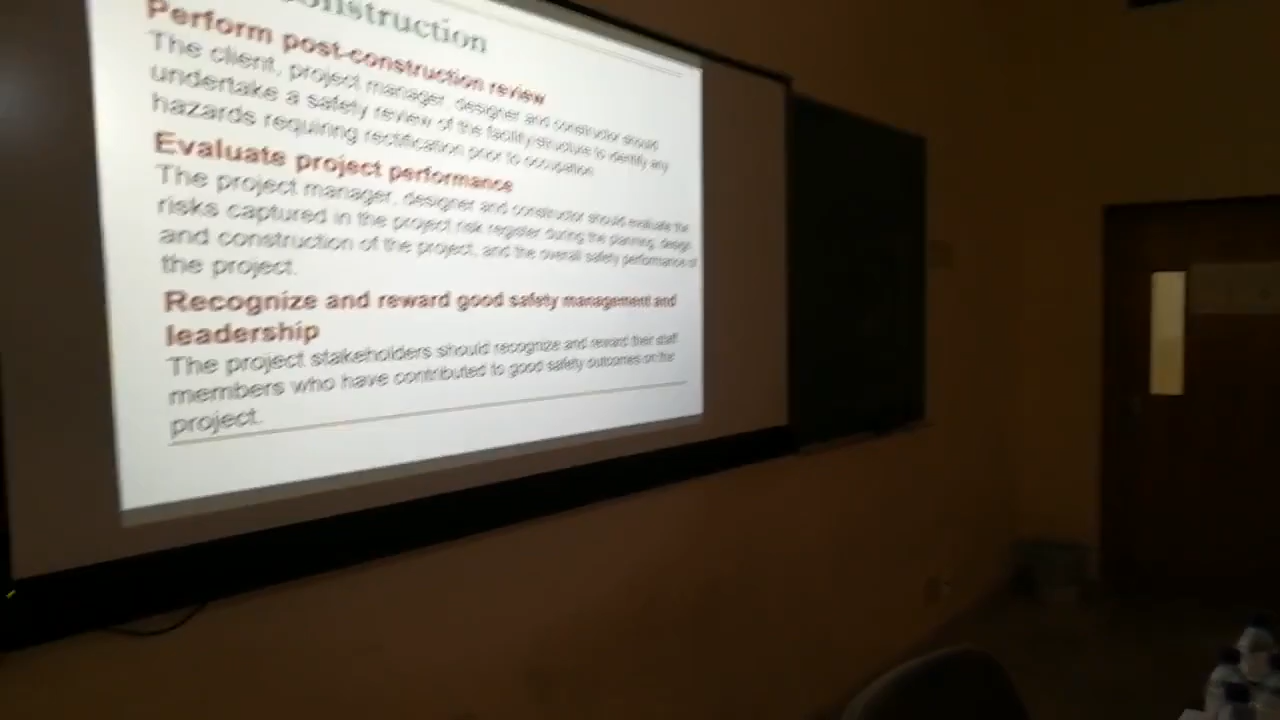 onstruction
Perform post-construction review
The client, project manager, designer and constructor should
undertake a safety review of the facility/structure to identify any
hazards requiring rectification prior to occupation.
Evaluate project performance
The project manager, designer and constructor should evaluate the
risks captured in the project risk register during the planning, design
and construction of the project, and the overall safety performance of
the project.
Recognize and reward good safety management and
leadership
The project stakeholders should recognize and reward their staff
members who have contributed to good safety outcomes on the
project.